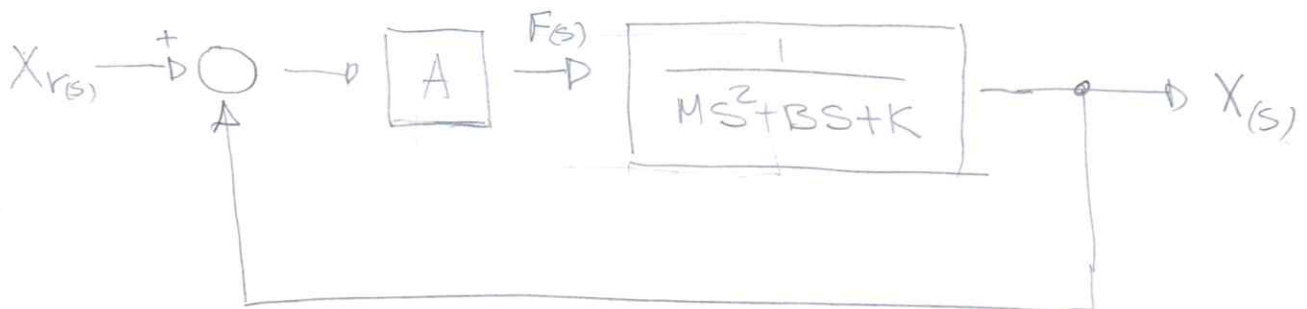 Xr(s)
+
A
F(s)
1
MS²+BS+K
X(s)